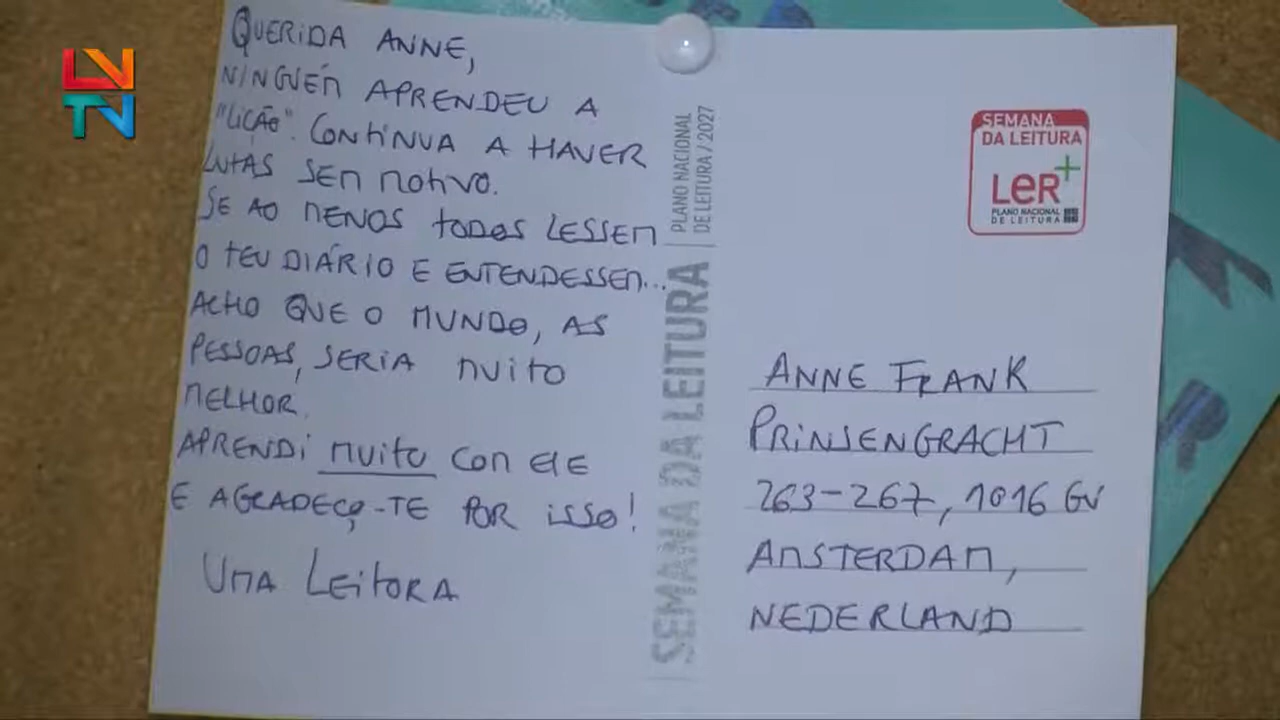 LVTV
QUERIDA ANNE,
NINGUÉM APRENDEU A
"LIÇÃO". CONTINUA A HAVER
LUTAS SEM MOTIVO.
SE AO MENOS TODOS LESSEM
O TEU DIÁRIO E ENTENDESSEM...
ACHO QUE O MUNDO, AS
PESSOAS, SERIA MUITO
MELHOR.
APRENDI MUITO COM ELE
E AGRADEÇO-TE POR ISSO!
UMA LEITORA
SEMANA DA LEITURA
PLANO NACIONAL
DE LEITURA / 2027
SEMANA
DA LEITURA
LER+
PLANO NACIONAL
DE LEITURA
ANNE FRANK
PRINSENGRACHT
263-267, 1016 GV
AMSTERDAM,
NEDERLAND